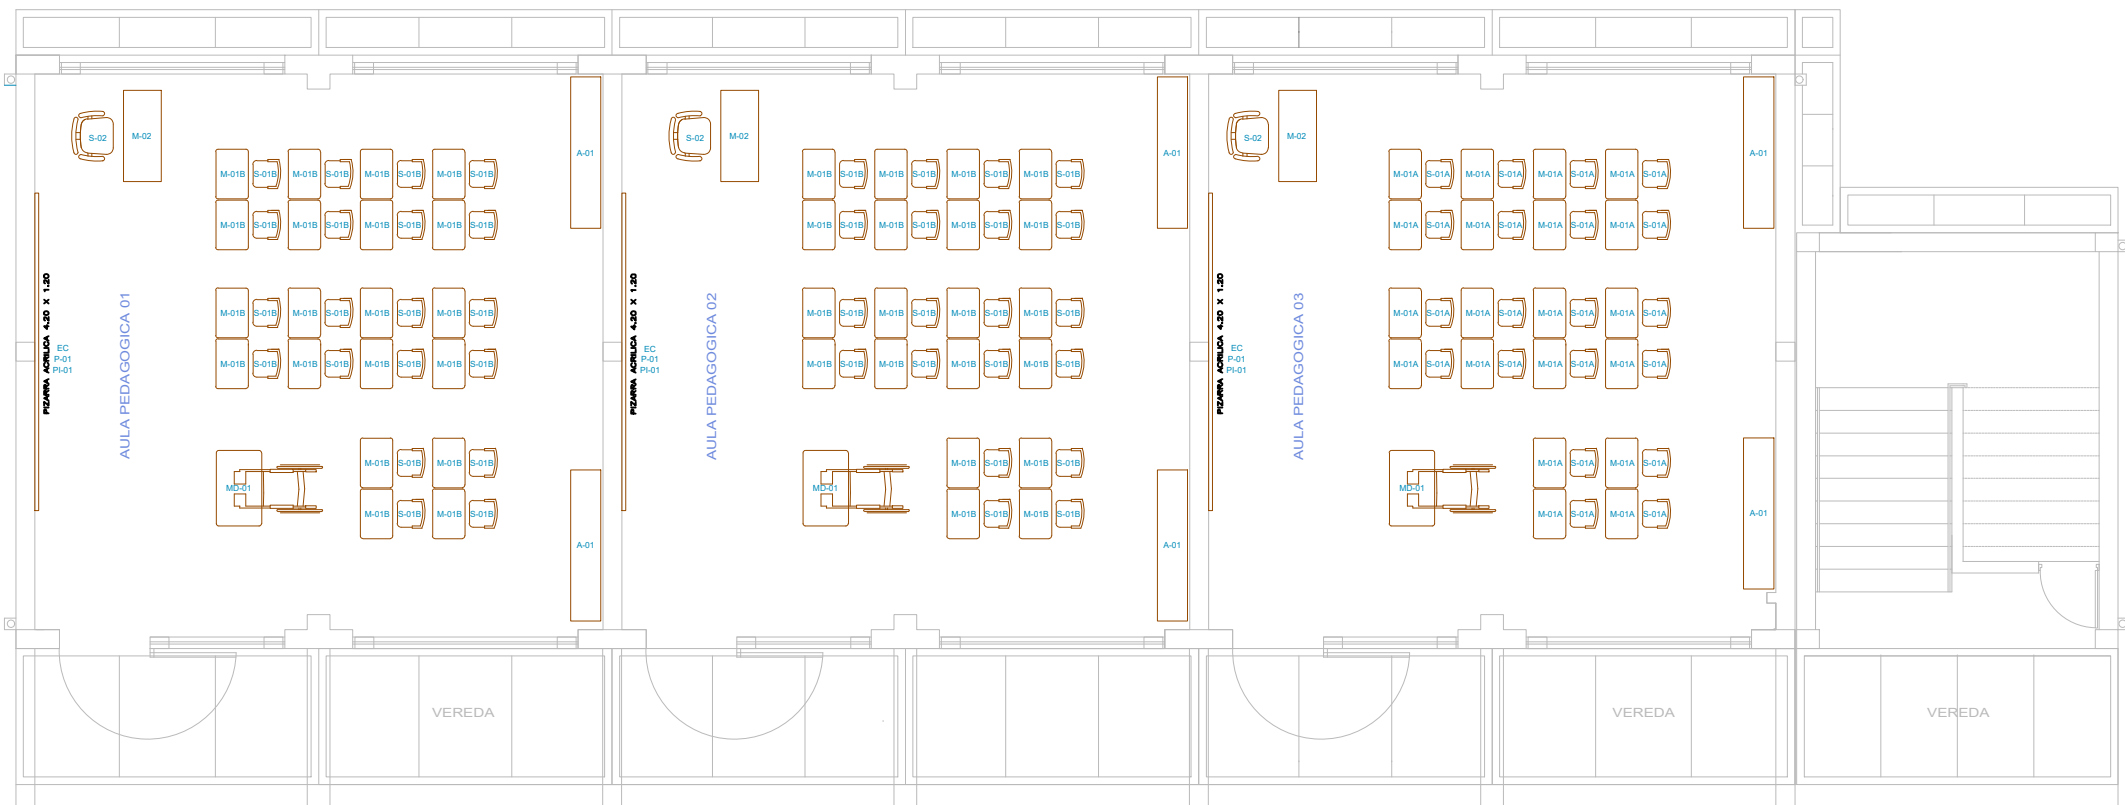 S-02 M-02 A-01 S-02 M-02 A-01 S-02 M-02 A-01
M-01B S-01B M-01B S-01B M-01B S-01B M-01B S-01B M-01B S-01B M-01B S-01B M-01B S-01B M-01B S-01B M-01A S-01A M-01A S-01A M-01A S-01A M-01A S-01A
M-01B S-01B M-01B S-01B M-01B S-01B M-01B S-01B M-01B S-01B M-01B S-01B M-01B S-01B M-01B S-01B M-01A S-01A M-01A S-01A M-01A S-01A M-01A S-01A
PIZARRA ACRILICA 4.20 X 1.20
AULA PEDAGOGICA 01
PIZARRA ACRILICA 4.20 X 1.20
AULA PEDAGOGICA 02
PIZARRA ACRILICA 4.20 X 1.20
AULA PEDAGOGICA 03
M-01B S-01B M-01B S-01B M-01B S-01B M-01B S-01B M-01B S-01B M-01B S-01B M-01B S-01B M-01B S-01B M-01A S-01A M-01A S-01A M-01A S-01A M-01A S-01A
EC EC EC
P-01 P-01 P-01
PI-01 PI-01 PI-01
M-01B S-01B M-01B S-01B M-01B S-01B M-01B S-01B M-01B S-01B M-01B S-01B M-01B S-01B M-01B S-01B M-01A S-01A M-01A S-01A M-01A S-01A M-01A S-01A
M-01B S-01B M-01B S-01B M-01B S-01B M-01B S-01B M-01A S-01A M-01A S-01A
MD-01 MD-01 MD-01
M-01B S-01B M-01B S-01B M-01B S-01B M-01B S-01B M-01A S-01A M-01A S-01A
A-01 A-01 A-01
VEREDA VEREDA VEREDA